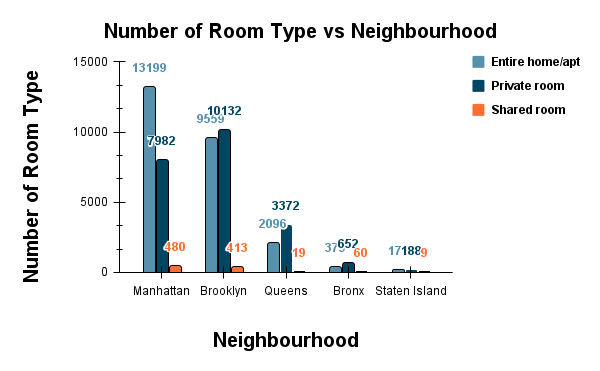 Number of Room Type vs Neighbourhood
Entire home/apt
Private room
Shared room
Number of Room Type
15000
10000
5000
0
13199
7982
480
9559
10132
413
2096
3372
19
652
60
188
9
Manhattan
Brooklyn
Queens
Bronx
Staten Island
Neighbourhood